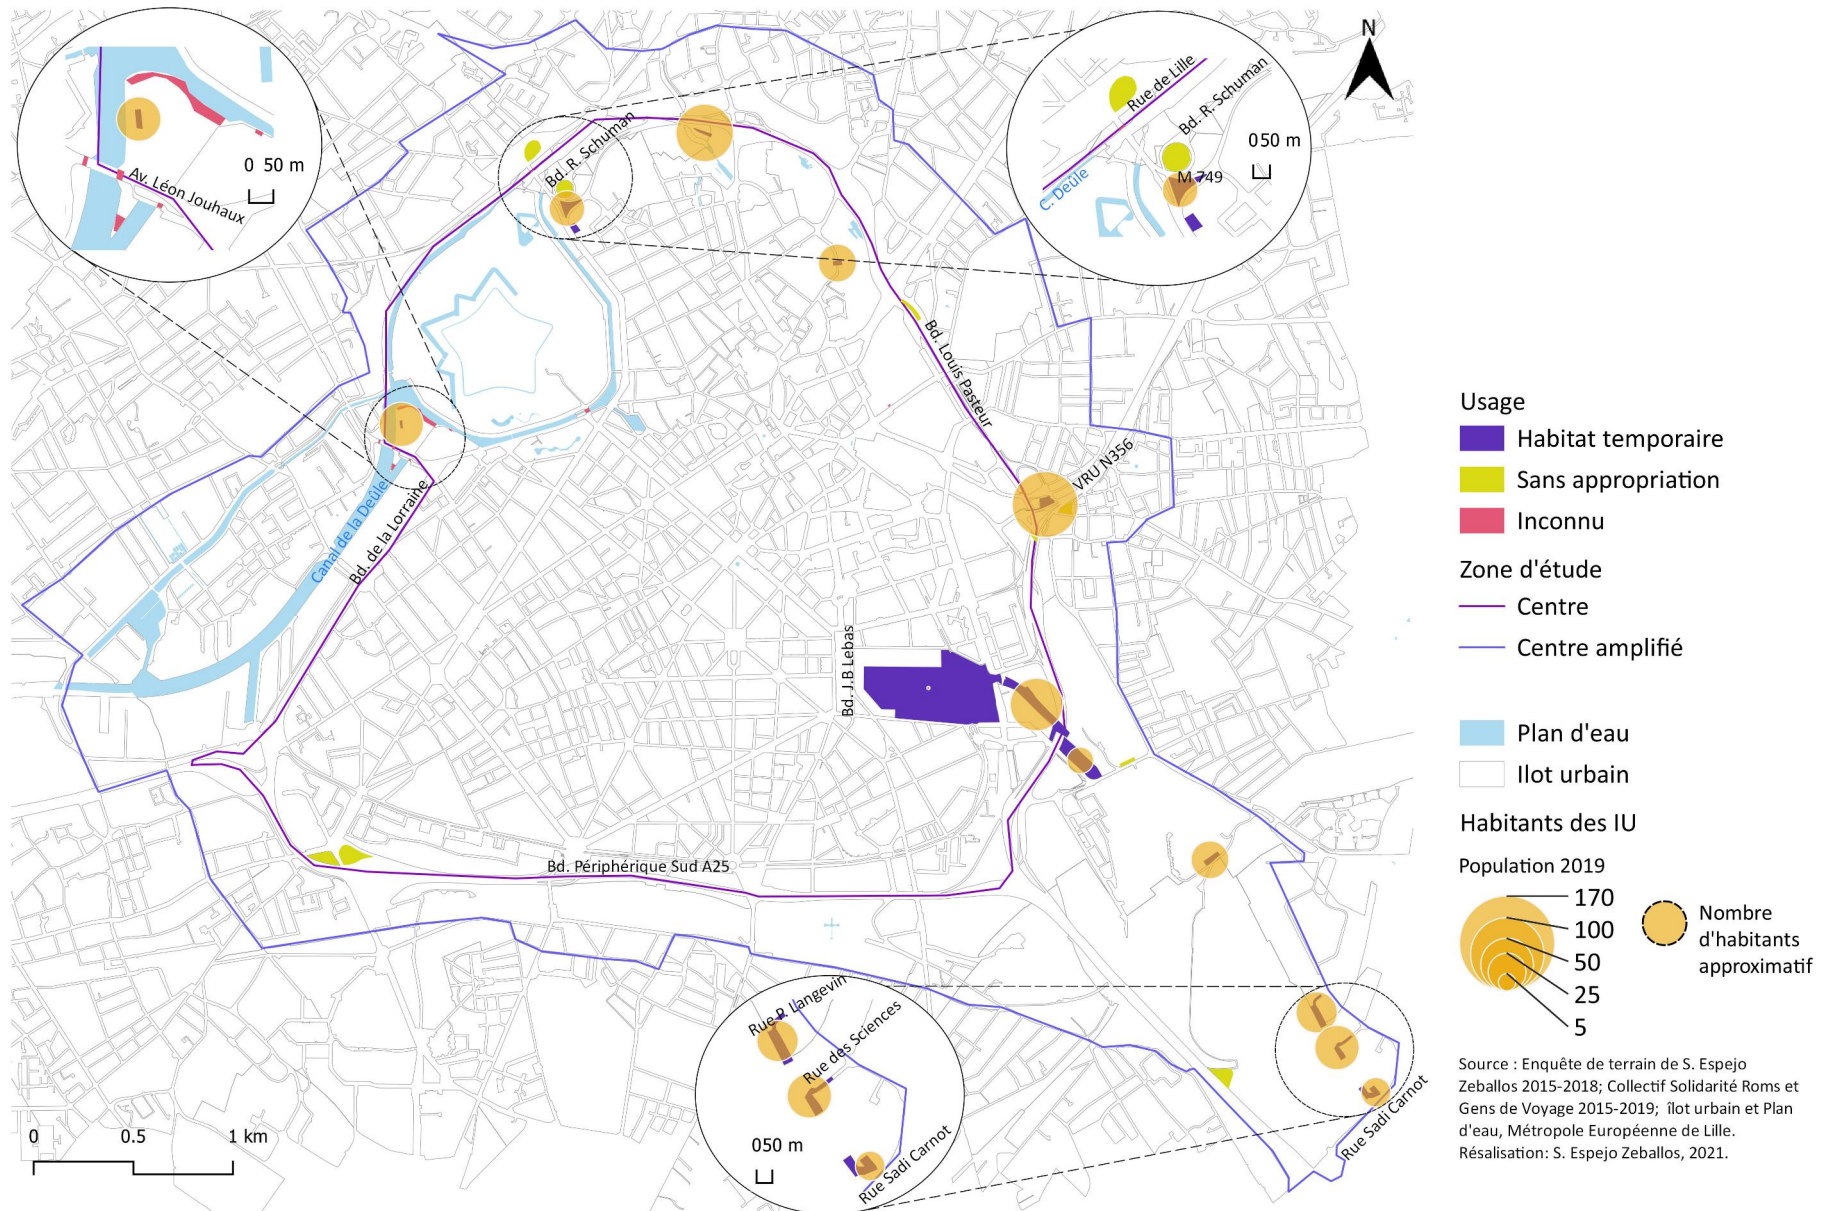 N
0 50 m
Av. Léon Jouhaux
Rue de Lille
Bd. R. Schuman
050 m
M 749
C. Deûle
Bd. R. Schuman
Bd. Louis Pasteur
VRU N356
Canal de la Deûle
Bd. de la Lorraine
Bd. J.B Lebas
Bd. Périphérique Sud A25
Rue P. Langevin
Rue des Sciences
050 m
Rue Sadi Carnot
Rue Sadi Carnot
0 0.5 1 km
Usage
Habitat temporaire
Sans appropriation
Inconnu
Zone d'étude
Centre
Centre amplifié
Plan d'eau
Ilot urbain
Habitants des IU
Population 2019
170
100
50
25
5
Nombre
d'habitants
approximatif
Source : Enquête de terrain de S. Espejo
Zeballos 2015-2018; Collectif Solidarité Roms et
Gens de Voyage 2015-2019; îlot urbain et Plan
d'eau, Métropole Européenne de Lille.
Résalisation: S. Espejo Zeballos, 2021.